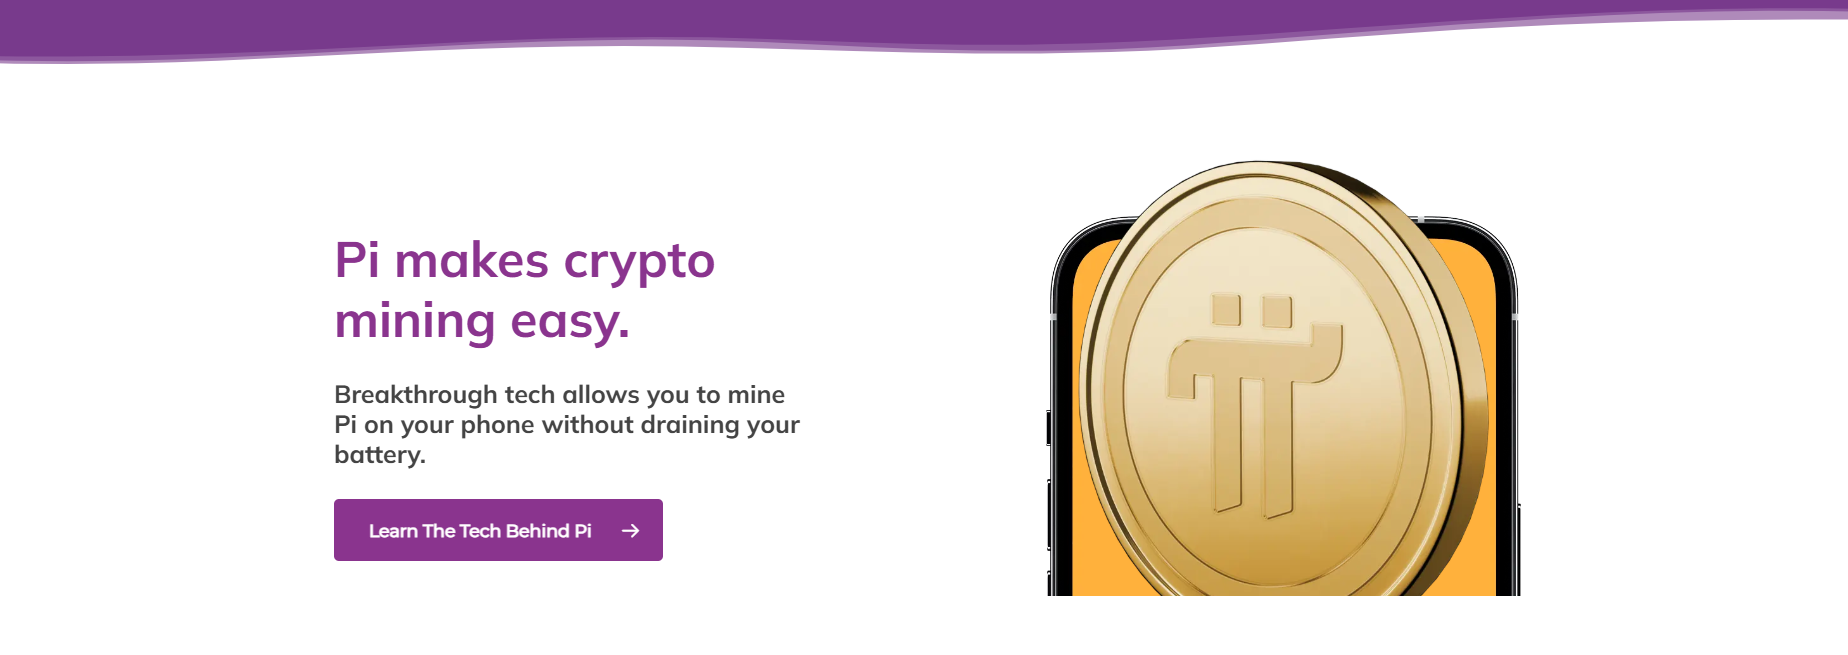 Pi makes crypto
mining easy.
Breakthrough tech allows you to mine
Pi on your phone without draining your
battery.
Learn The Tech Behind Pi →